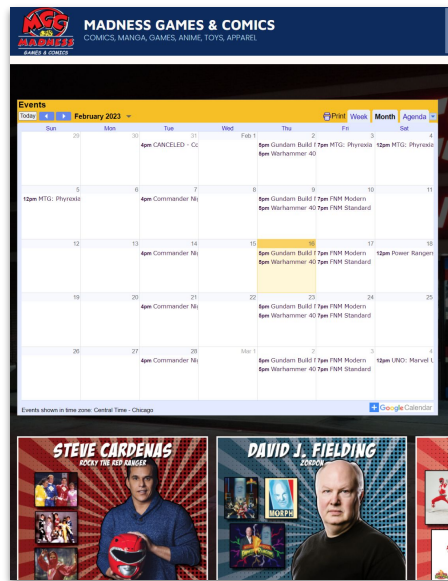 MGC
MADNESS
GAMES & COMICS
MADNESS GAMES & COMICS
COMICS, MANGA, GAMES, ANIME, TOYS, APPAREL
Events
Today February 2023 Print Week Month Agenda
Sun Mon Tue Wed Thu Fri Sat
29 30 31 Feb 1 2 3 4
4pm CANCELED - Co 5pm Gundam Build 7pm MTG: Phyrexia 12pm MTG: Phyrexia
5pm Warhammer 40
5 6 7 8 9 10 11
12pm MTG: Phyrexia 4pm Commander Nig 5pm Gundam Build 7pm FNM Modern
5pm Warhammer 40 7pm FNM Standard
12 13 14 15 16 17 18
4pm Commander Nig 5pm Gundam Build 7pm FNM Modern 12pm Power Rangers
5pm Warhammer 40 7pm FNM Standard
19 20 21 22 23 24 25
4pm Commander Nig 5pm Gundam Build 7pm FNM Modern
5pm Warhammer 40 7pm FNM Standard
26 27 28 Mar 1 2 3 4
4pm Commander Nig 5pm Gundam Build 7pm FNM Modern 12pm UNO: Marvel U
5pm Warhammer 40 7pm FNM Standard
Events shown in time zone: Central Time - Chicago
Google Calendar
STEVE CARDENAS
ROCKY THE RED RANGER
DAVID J. FIELDING
ZORDON
MORPH